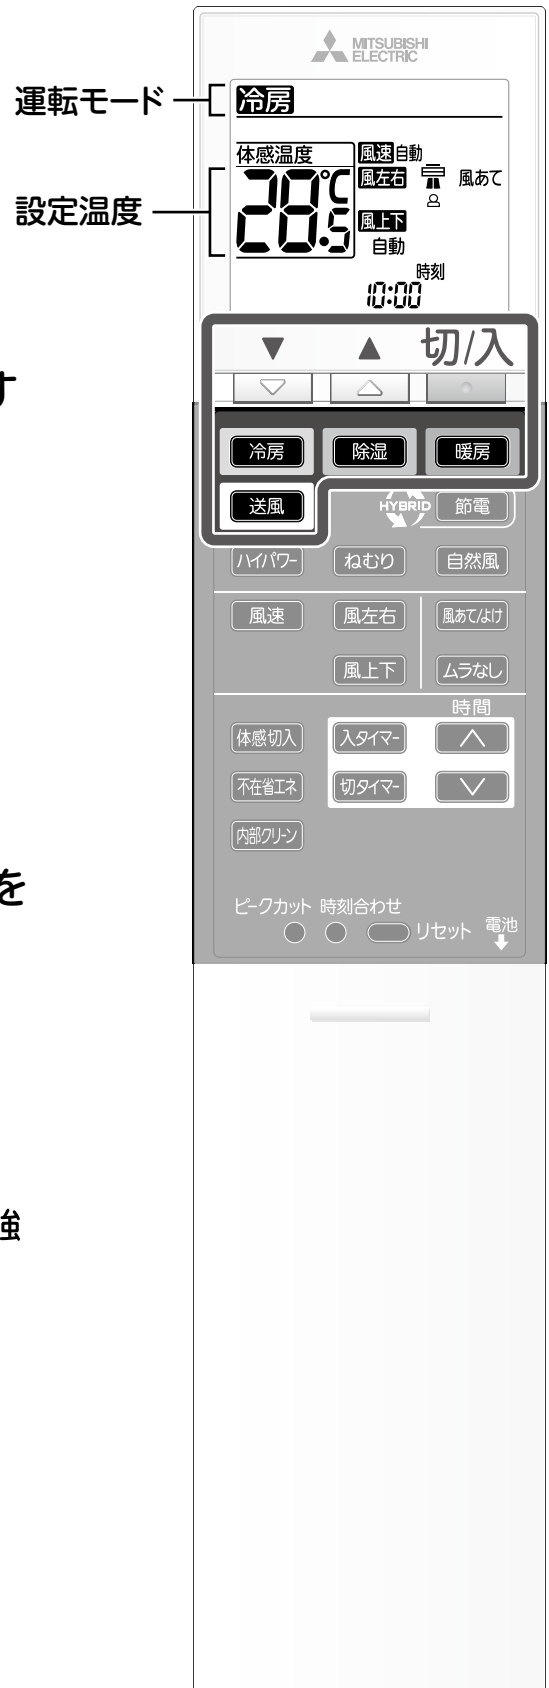 MITSUBISHI
ELECTRIC
運転モード
冷房
体感温度
風速 自動
設定温度
28.5℃
風左右
風あて
風上下
自動
時刻
10:00
▼ ▲ 切/入
す
▽ △
冷房 除湿 暖房
送風 HYBRID 節電
ハイパワー ねむり 自然風
風速 風左右 風あて/よけ
風上下 ムラなし
時間
体感切入 入タイマー ∧
不在省エネ 切タイマー ∨
内部クリーン
を
ピークカット 時刻合わせ
リセット 電池
強